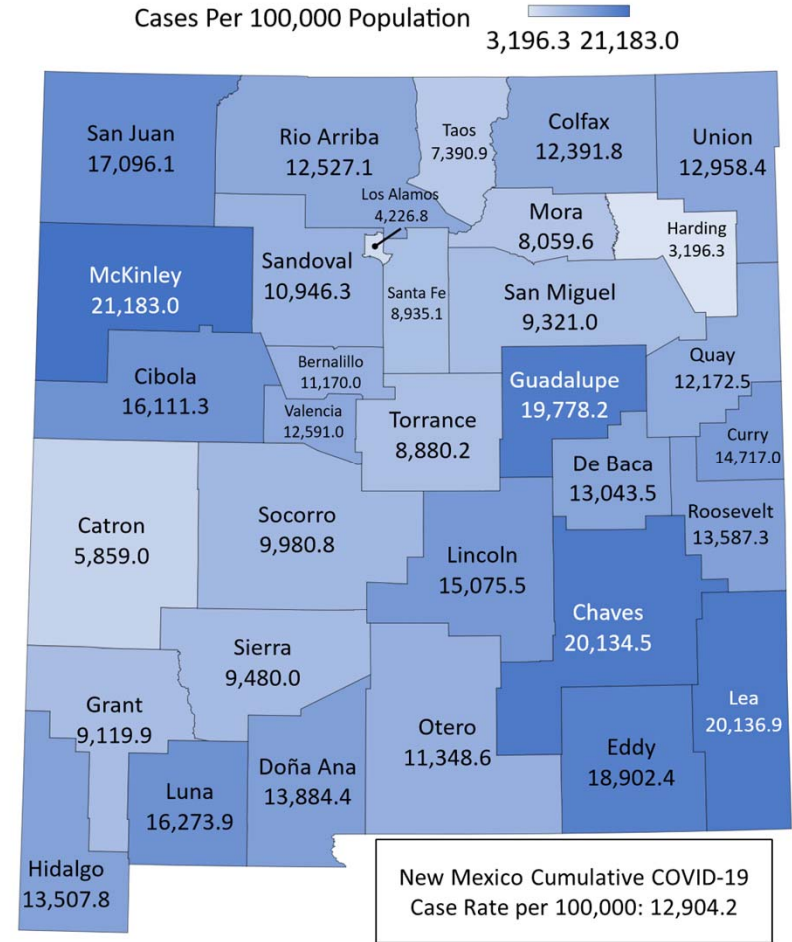 Cases Per 100,000 Population
3,196.3 21,183.0
San Juan
17,096.1
Rio Arriba
12,527.1
Taos
7,390.9
Colfax
12,391.8
Union
12,958.4
Los Alamos
4,226.8
Mora
8,059.6
Harding
3,196.3
McKinley
21,183.0
Sandoval
10,946.3
Santa Fe
8,935.1
San Miguel
9,321.0
Cibola
16,111.3
Bernalillo
11,170.0
Guadalupe
19,778.2
Quay
12,172.5
Valencia
12,591.0
Torrance
8,880.2
Curry
14,717.0
De Baca
13,043.5
Catron
5,859.0
Socorro
9,980.8
Lincoln
15,075.5
Roosevelt
13,587.3
Chaves
20,134.5
Sierra
9,480.0
Grant
9,119.9
Otero
11,348.6
Lea
20,136.9
Eddy
18,902.4
Doña Ana
13,884.4
Luna
16,273.9
Hidalgo
13,507.8
New Mexico Cumulative COVID-19
Case Rate per 100,000: 12,904.2